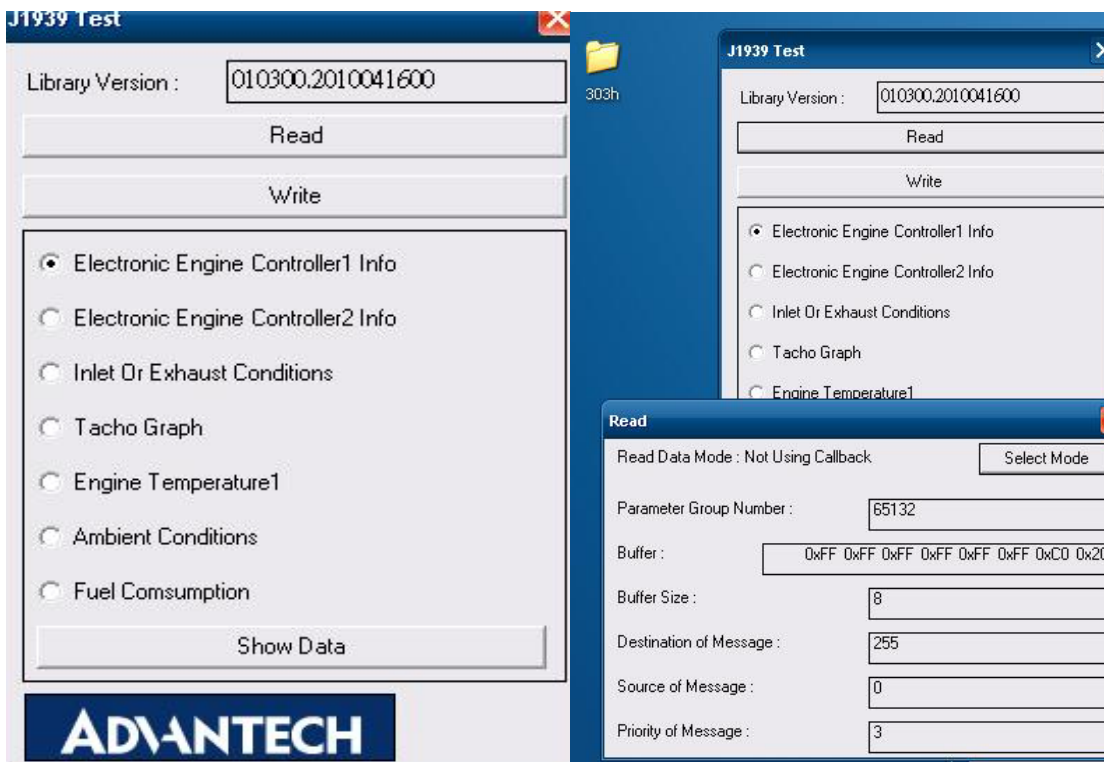 J1939 Test
Library Version :
010300.2010041600
Read
Write
Electronic Engine Controller1 Info
Electronic Engine Controller2 Info
Inlet Or Exhaust Conditions
Tacho Graph
Engine Temperature1
Ambient Conditions
Fuel Comsumption
Show Data
ADVANTECH
303h
J1939 Test
Library Version :
010300.2010041600
Read
Write
Electronic Engine Controller1 Info
Electronic Engine Controller2 Info
Inlet Or Exhaust Conditions
Tacho Graph
Engine Temperature1
Read
Read Data Mode : Not Using Callback
Select Mode
Parameter Group Number :
65132
Buffer :
0xFF 0xFF 0xFF 0xFF 0xFF 0xFF 0xC0 0x20
Buffer Size :
8
Destination of Message :
255
Source of Message :
0
Priority of Message :
3